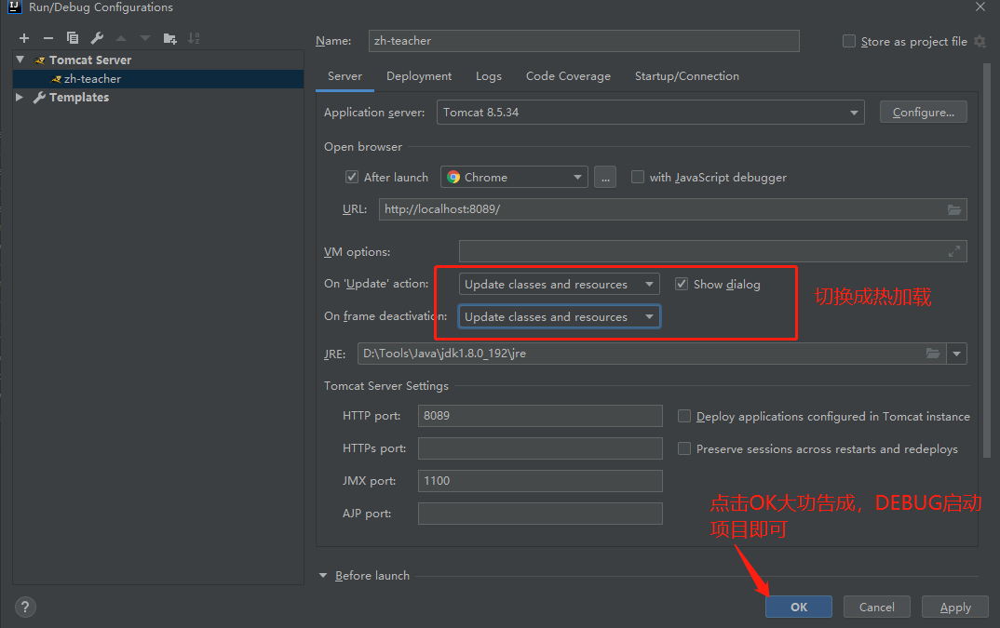 Run/Debug Configurations
Name: zh-teacher Store as project file
Tomcat Server
zh-teacher
Templates
Server Deployment Logs Code Coverage Startup/Connection
Application server: Tomcat 8.5.34 Configure...
Open browser
After launch Chrome ... with JavaScript debugger
URL: http://localhost:8089/
VM options:
On 'Update' action: Update classes and resources Show dialog
切换成热加载
On frame deactivation: Update classes and resources
JRE: D:\Tools\Java\jdk1.8.0_192\jre
Tomcat Server Settings
HTTP port: 8089 Deploy applications configured in Tomcat instance
HTTPs port: Preserve sessions across restarts and redeploys
JMX port: 1100
AJP port:
点击OK大功告成，DEBUG启动
项目即可
Before launch
? OK Cancel Apply